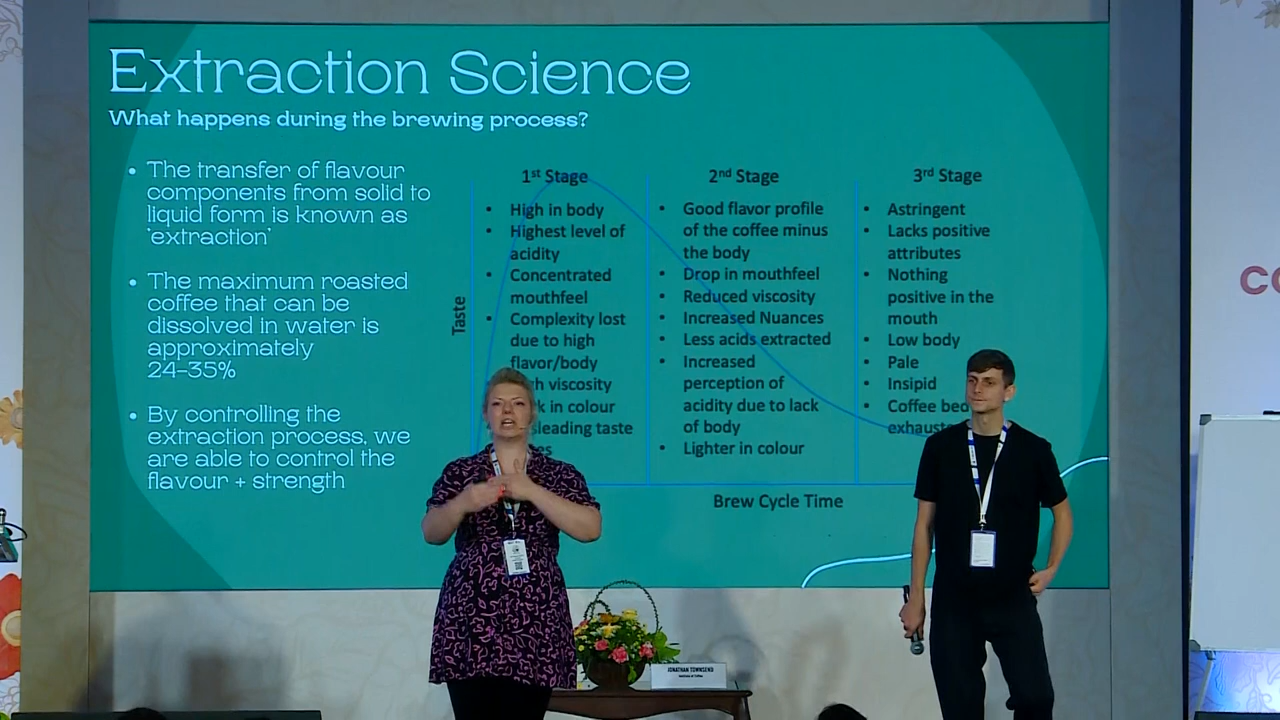 Extraction Science
What happens during the brewing process?
• The transfer of flavour
components from solid to
liquid form is known as
'extraction'
• The maximum roasted
coffee that can be
dissolved in water is
approximately
24-35%
• By controlling the
extraction process, we
are able to control the
flavour + strength
Taste
1st Stage
• High in body
• Highest level of
acidity
• Concentrated
mouthfeel
• Complexity lost
due to high
flavor/body
viscosity
in colour
taste
2nd Stage
• Good flavor profile
of the coffee minus
the body
• Drop in mouthfeel
• Reduced viscosity
• Increased Nuances
• Less acids extracted
• Increased
perception of
acidity due to lack
of body
• Lighter in colour
3rd Stage
• Astringent
• Lacks positive
attributes
• Nothing
positive in the
mouth
• Low body
• Pale
• Insipid
• Coffee bed
Brew Cycle Time
JONATHAN TOWNSEND